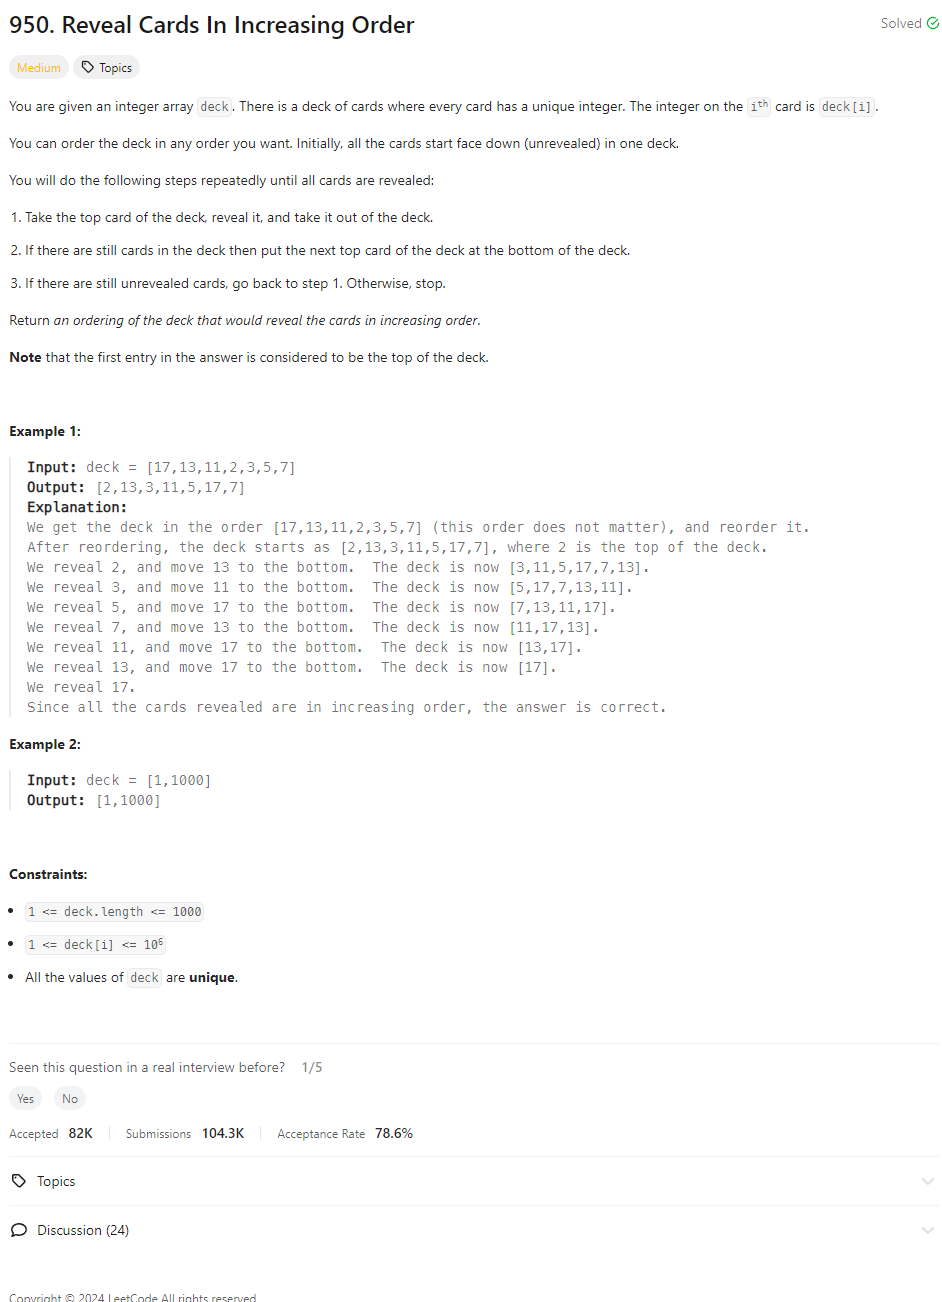 950. Reveal Cards In Increasing Order
Solved
Medium
Topics
You are given an integer array deck. There is a deck of cards where every card has a unique integer. The integer on the ith card is deck[i].
You can order the deck in any order you want. Initially, all the cards start face down (unrevealed) in one deck.
You will do the following steps repeatedly until all cards are revealed:
1. Take the top card of the deck, reveal it, and take it out of the deck.
2. If there are still cards in the deck then put the next top card of the deck at the bottom of the deck.
3. If there are still unrevealed cards, go back to step 1. Otherwise, stop.
Return an ordering of the deck that would reveal the cards in increasing order.
Note that the first entry in the answer is considered to be the top of the deck.
Example 1:
Input: deck = [17,13,11,2,3,5,7]
Output: [2,13,3,11,5,17,7]
Explanation:
We get the deck in the order [17,13,11,2,3,5,7] (this order does not matter), and reorder it.
After reordering, the deck starts as [2,13,3,11,5,17,7], where 2 is the top of the deck.
We reveal 2, and move 13 to the bottom.  The deck is now [3,11,5,17,7,13].
We reveal 3, and move 11 to the bottom.  The deck is now [5,17,7,13,11].
We reveal 5, and move 17 to the bottom.  The deck is now [7,13,11,17].
We reveal 7, and move 13 to the bottom.  The deck is now [11,17,13].
We reveal 11, and move 17 to the bottom.  The deck is now [13,17].
We reveal 13, and move 17 to the bottom.  The deck is now [17].
We reveal 17.
Since all the cards revealed are in increasing order, the answer is correct.
Example 2:
Input: deck = [1,1000]
Output: [1,1000]
Constraints:
• 1 <= deck.length <= 1000
• 1 <= deck[i] <= 10⁶
• All the values of deck are unique.
Seen this question in a real interview before? 1/5
Yes No
Accepted 82K Submissions 104.3K Acceptance Rate 78.6%
Topics
Discussion (24)
Copyright © 2024 LeetCode All rights reserved